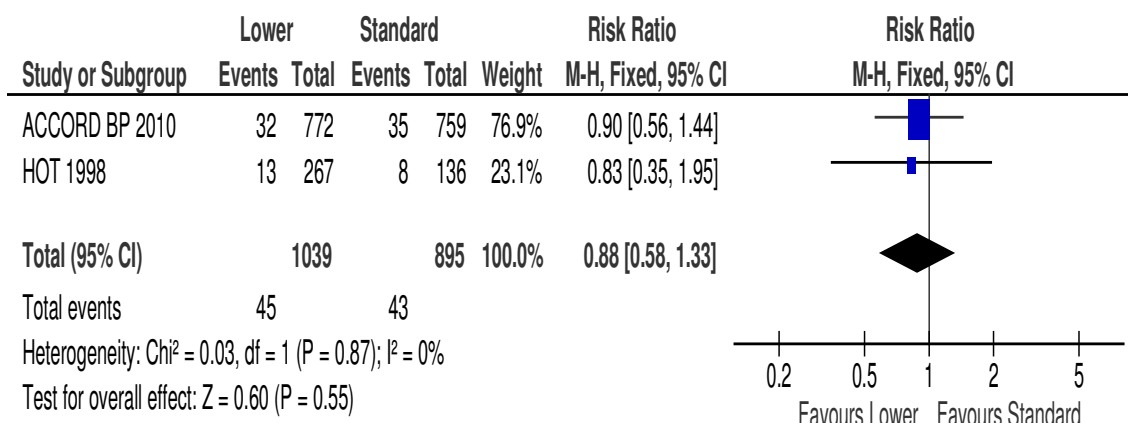 Lower Standard Risk Ratio Risk Ratio
Study or Subgroup Events Total Events Total Weight M-H, Fixed, 95% CI M-H, Fixed, 95% CI
ACCORD BP 2010 32 772 35 759 76.9% 0.90 [0.56, 1.44]
HOT 1998 13 267 8 136 23.1% 0.83 [0.35, 1.95]
Total (95% CI) 1039 895 100.0% 0.88 [0.58, 1.33]
Total events 45 43
Heterogeneity: Chi² = 0.03, df = 1 (P = 0.87); I² = 0%
Test for overall effect: Z = 0.60 (P = 0.55)
0.2 0.5 1 2 5
Favours Lower Favours Standard